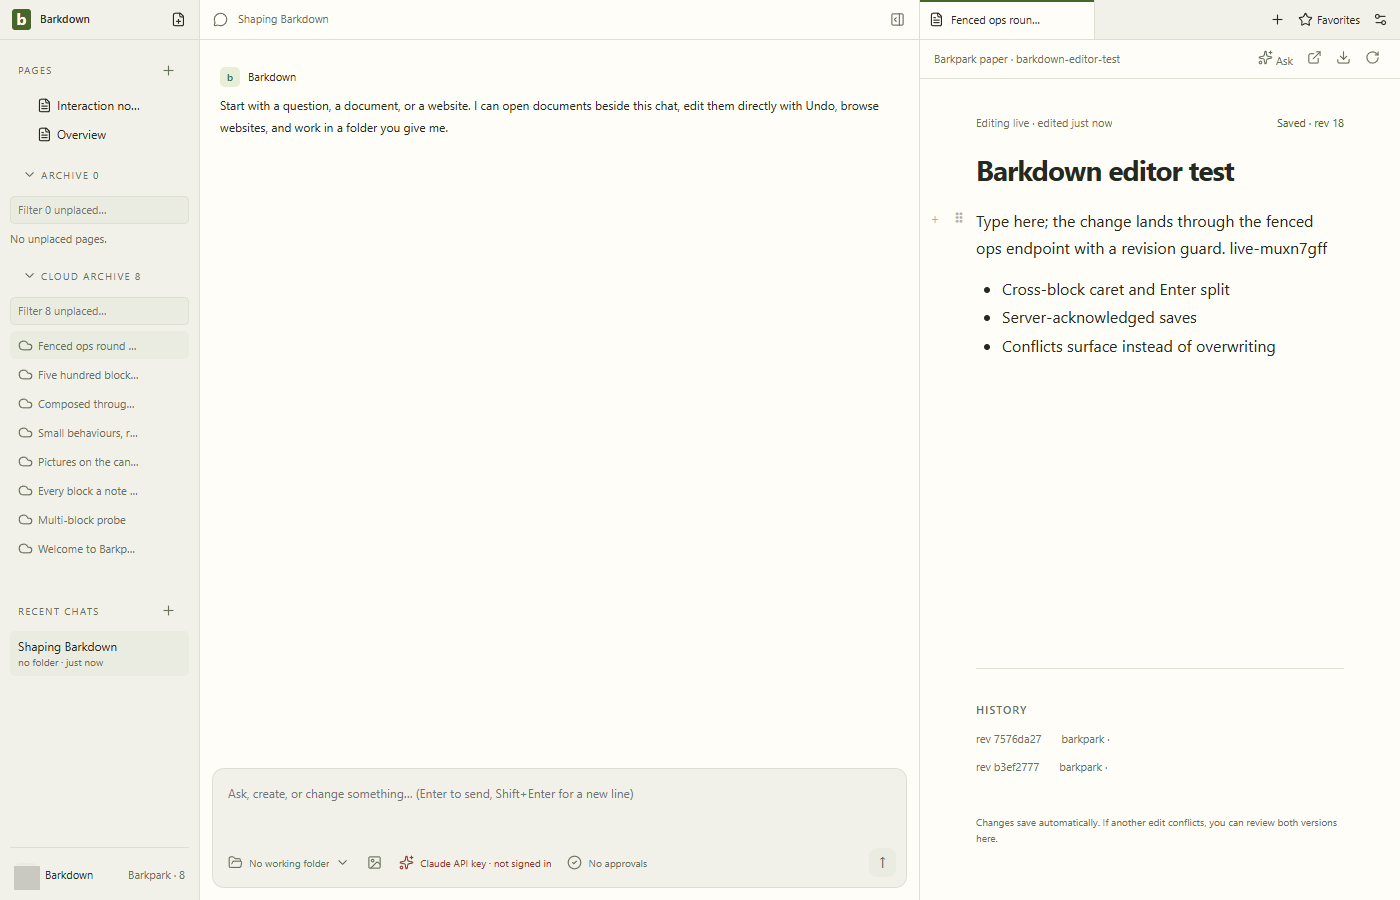 b Barkdown
PAGES
Interaction no...
Overview
ARCHIVE 0
Filter 0 unplaced...
No unplaced pages.
CLOUD ARCHIVE 8
Filter 8 unplaced...
Fenced ops round ...
Five hundred block...
Composed throug...
Small behaviours, r...
Pictures on the can...
Every block a note ...
Multi-block probe
Welcome to Barkp...
RECENT CHATS
Shaping Barkdown
no folder · just now
Barkdown Barkpark · 8
Shaping Barkdown
b Barkdown
Start with a question, a document, or a website. I can open documents beside this chat, edit them directly with Undo, browse
websites, and work in a folder you give me.
Ask, create, or change something... (Enter to send, Shift+Enter for a new line)
No working folder Claude API key · not signed in No approvals
Fenced ops roun... Favorites
Barkpark paper · barkdown-editor-test Ask
Editing live · edited just now Saved · rev 18
Barkdown editor test
Type here; the change lands through the fenced
ops endpoint with a revision guard. live-muxn7gff
• Cross-block caret and Enter split
• Server-acknowledged saves
• Conflicts surface instead of overwriting
HISTORY
rev 7576da27 barkpark ·
rev b3ef2777 barkpark ·
Changes save automatically. If another edit conflicts, you can review both versions
here.